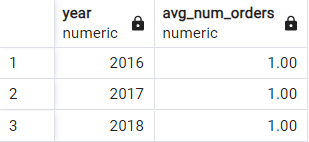 year avg_num_orders
numeric numeric
1 2016 1.00
2 2017 1.00
3 2018 1.00